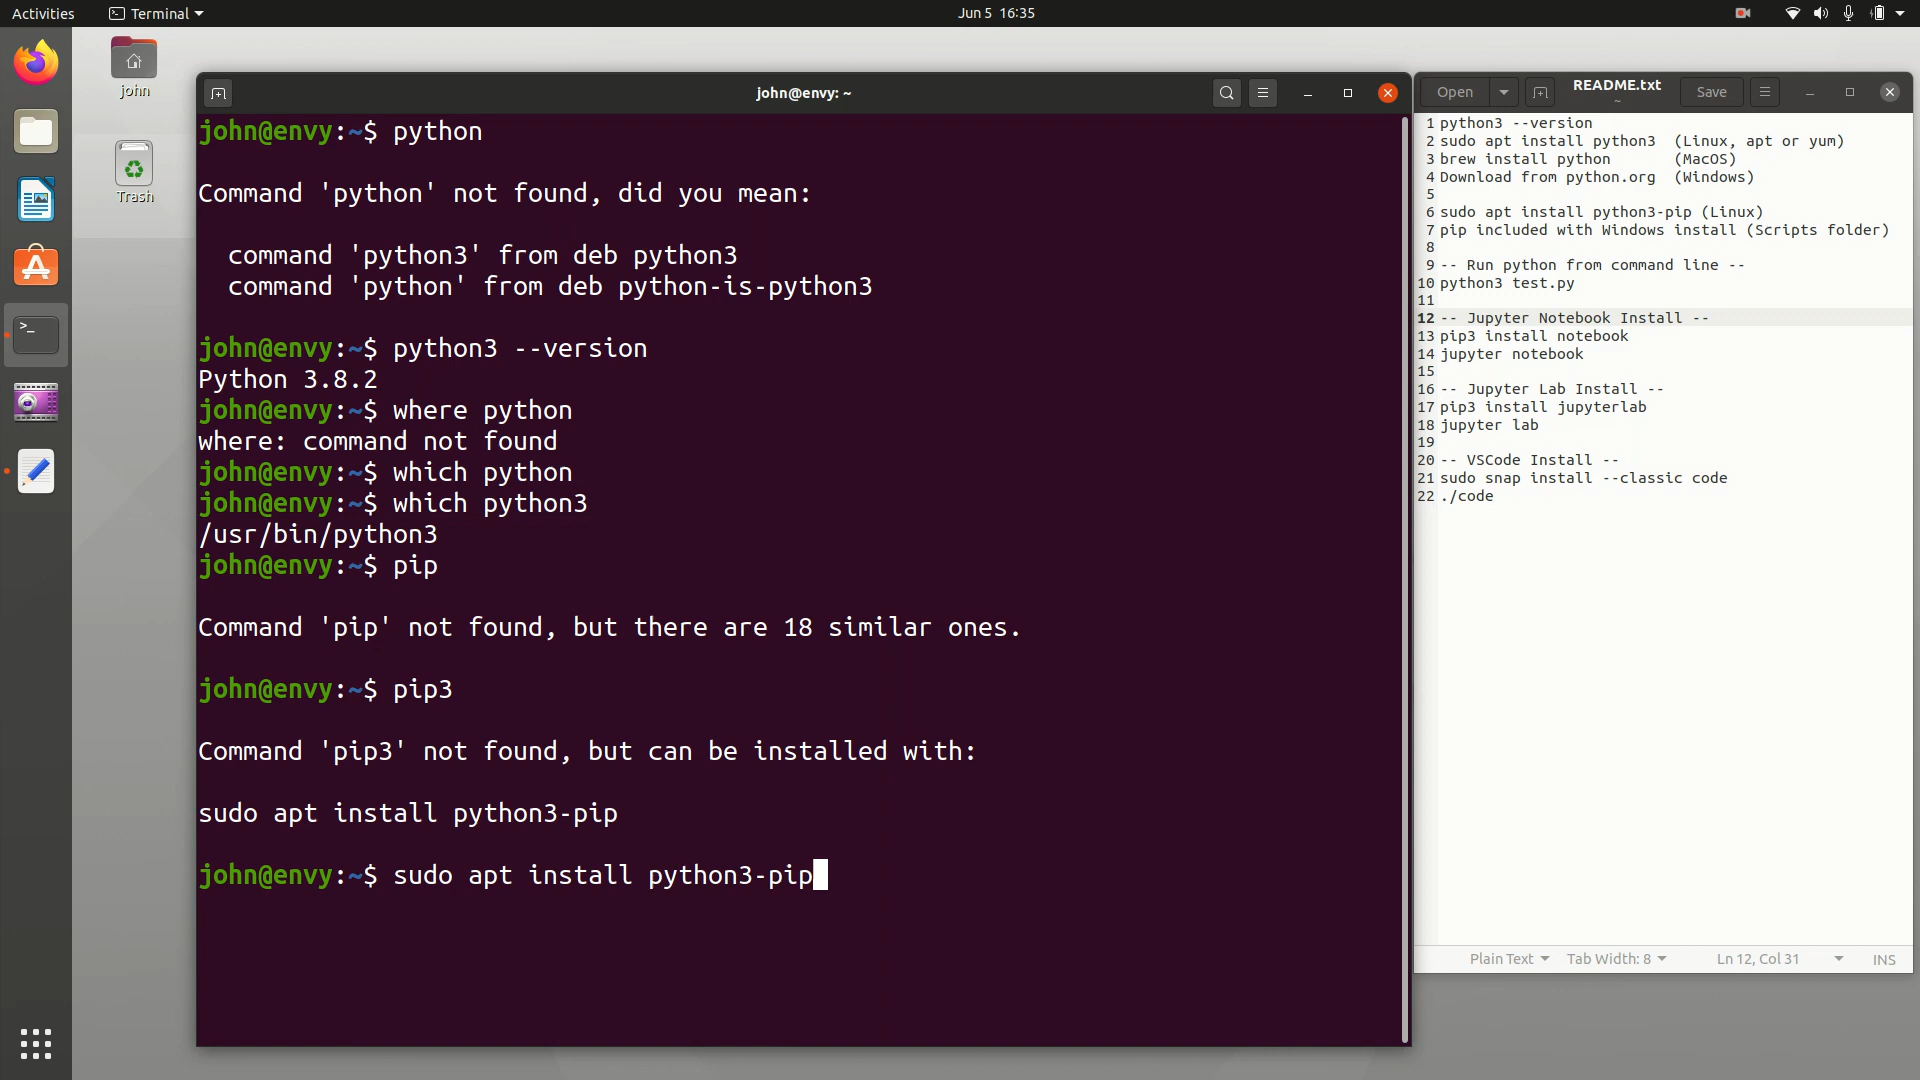 Activities
Terminal
Jun 5 16:35
john
Trash
john@envy: ~
john@envy:~$ python
Command 'python' not found, did you mean:
command 'python3' from deb python3
command 'python' from deb python-is-python3
john@envy:~$ python3 --version
Python 3.8.2
john@envy:~$ where python
where: command not found
john@envy:~$ which python
john@envy:~$ which python3
/usr/bin/python3
john@envy:~$ pip
Command 'pip' not found, but there are 18 similar ones.
john@envy:~$ pip3
Command 'pip3' not found, but can be installed with:
sudo apt install python3-pip
john@envy:~$ sudo apt install python3-pip
Open
README.txt
~
Save
1 python3 --version
2 sudo apt install python3  (Linux, apt or yum)
3 brew install python       (MacOS)
4 Download from python.org  (Windows)
5
6 sudo apt install python3-pip (Linux)
7 pip included with Windows install (Scripts folder)
8
9 -- Run python from command line --
10 python3 test.py
11
12 -- Jupyter Notebook Install --
13 pip3 install notebook
14 jupyter notebook
15
16 -- Jupyter Lab Install --
17 pip3 install jupyterlab
18 jupyter lab
19
20 -- VSCode Install --
21 sudo snap install --classic code
22 ./code
Plain Text
Tab Width: 8
Ln 12, Col 31
INS